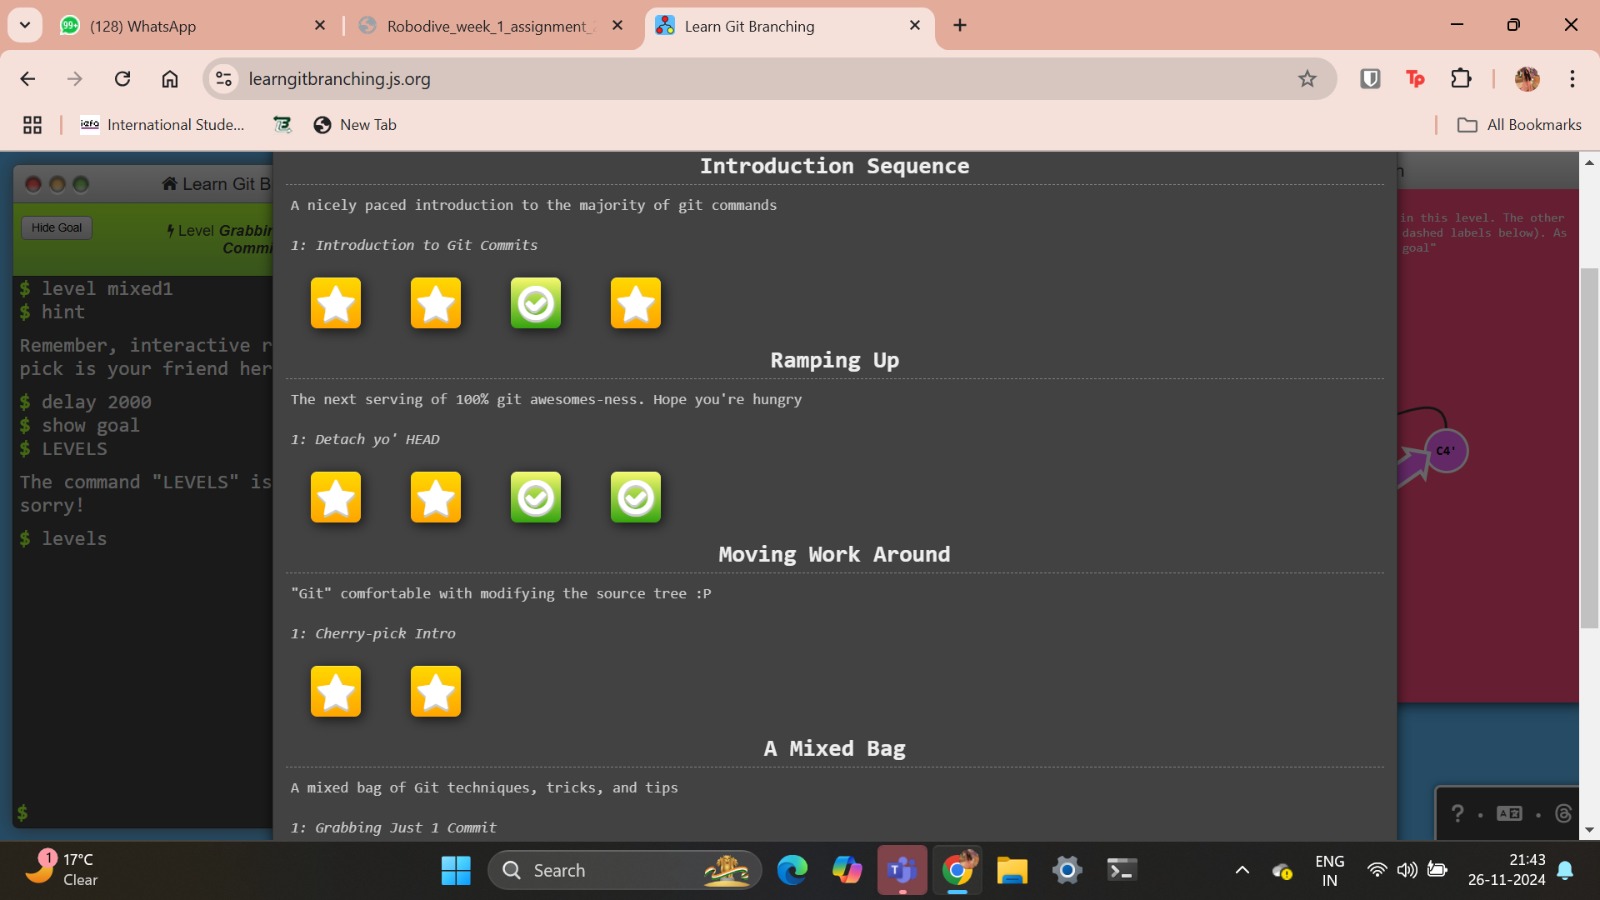 99+
(128) WhatsApp
Robodive_week_1_assignment_
Learn Git Branching
learngitbranching.js.org
Tp
iefa
International Stude...
New Tab
All Bookmarks
Learn Git B
Hide Goal
Level Grabbin
Commi
$ level mixed1
$ hint
Remember, interactive r
pick is your friend her
$ delay 2000
$ show goal
$ LEVELS
The command "LEVELS" is
sorry!
$ levels
$
Introduction Sequence
A nicely paced introduction to the majority of git commands
1: Introduction to Git Commits
Ramping Up
The next serving of 100% git awesomes-ness. Hope you're hungry
1: Detach yo' HEAD
Moving Work Around
"Git" comfortable with modifying the source tree :P
1: Cherry-pick Intro
A Mixed Bag
A mixed bag of Git techniques, tricks, and tips
1: Grabbing Just 1 Commit
n
in this level. The other
dashed labels below). As
goal"
C4'
?
1
17°C
Clear
Search
ENG
IN
21:43
26-11-2024